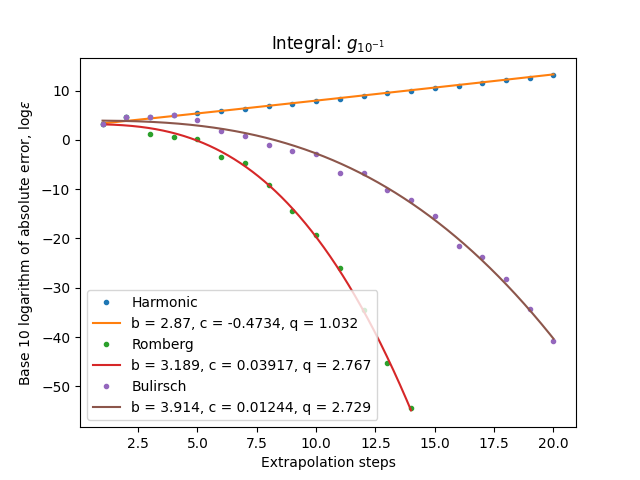 Integral: g₁₀⁻¹
Base 10 logarithm of absolute error, logε
10
0
−10
−20
−30
−40
−50
Harmonic
b = 2.87, c = -0.4734, q = 1.032
Romberg
b = 3.189, c = 0.03917, q = 2.767
Bulirsch
b = 3.914, c = 0.01244, q = 2.729
2.5 5.0 7.5 10.0 12.5 15.0 17.5 20.0
Extrapolation steps